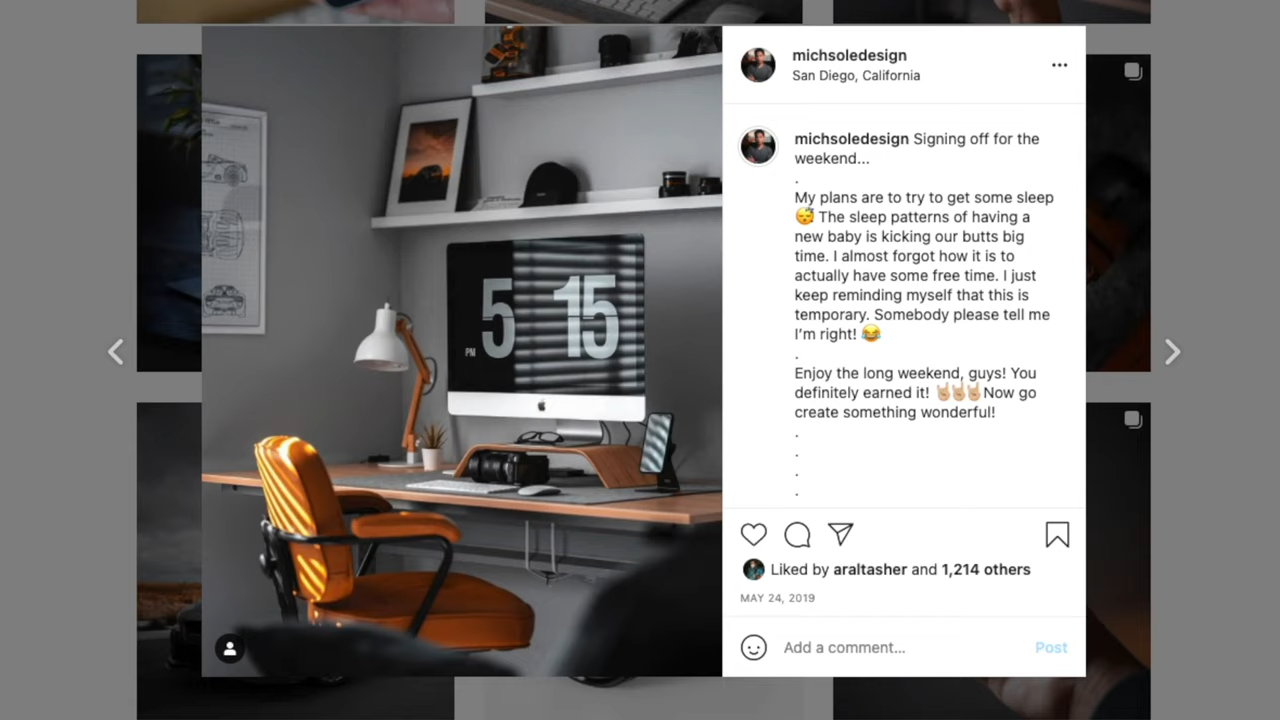 michsoledesign
San Diego, California
michsoledesign Signing off for the
weekend...
.
My plans are to try to get some sleep
😴 The sleep patterns of having a
new baby is kicking our butts big
time. I almost forgot how it is to
actually have some free time. I just
keep reminding myself that this is
temporary. Somebody please tell me
I'm right! 😂
.
Enjoy the long weekend, guys! You
definitely earned it! 🤘🏼🤘🏼🤘🏼Now go
create something wonderful!
.
.
.
.
Liked by araltasher and 1,214 others
MAY 24, 2019
Add a comment... Post
5 15
PM